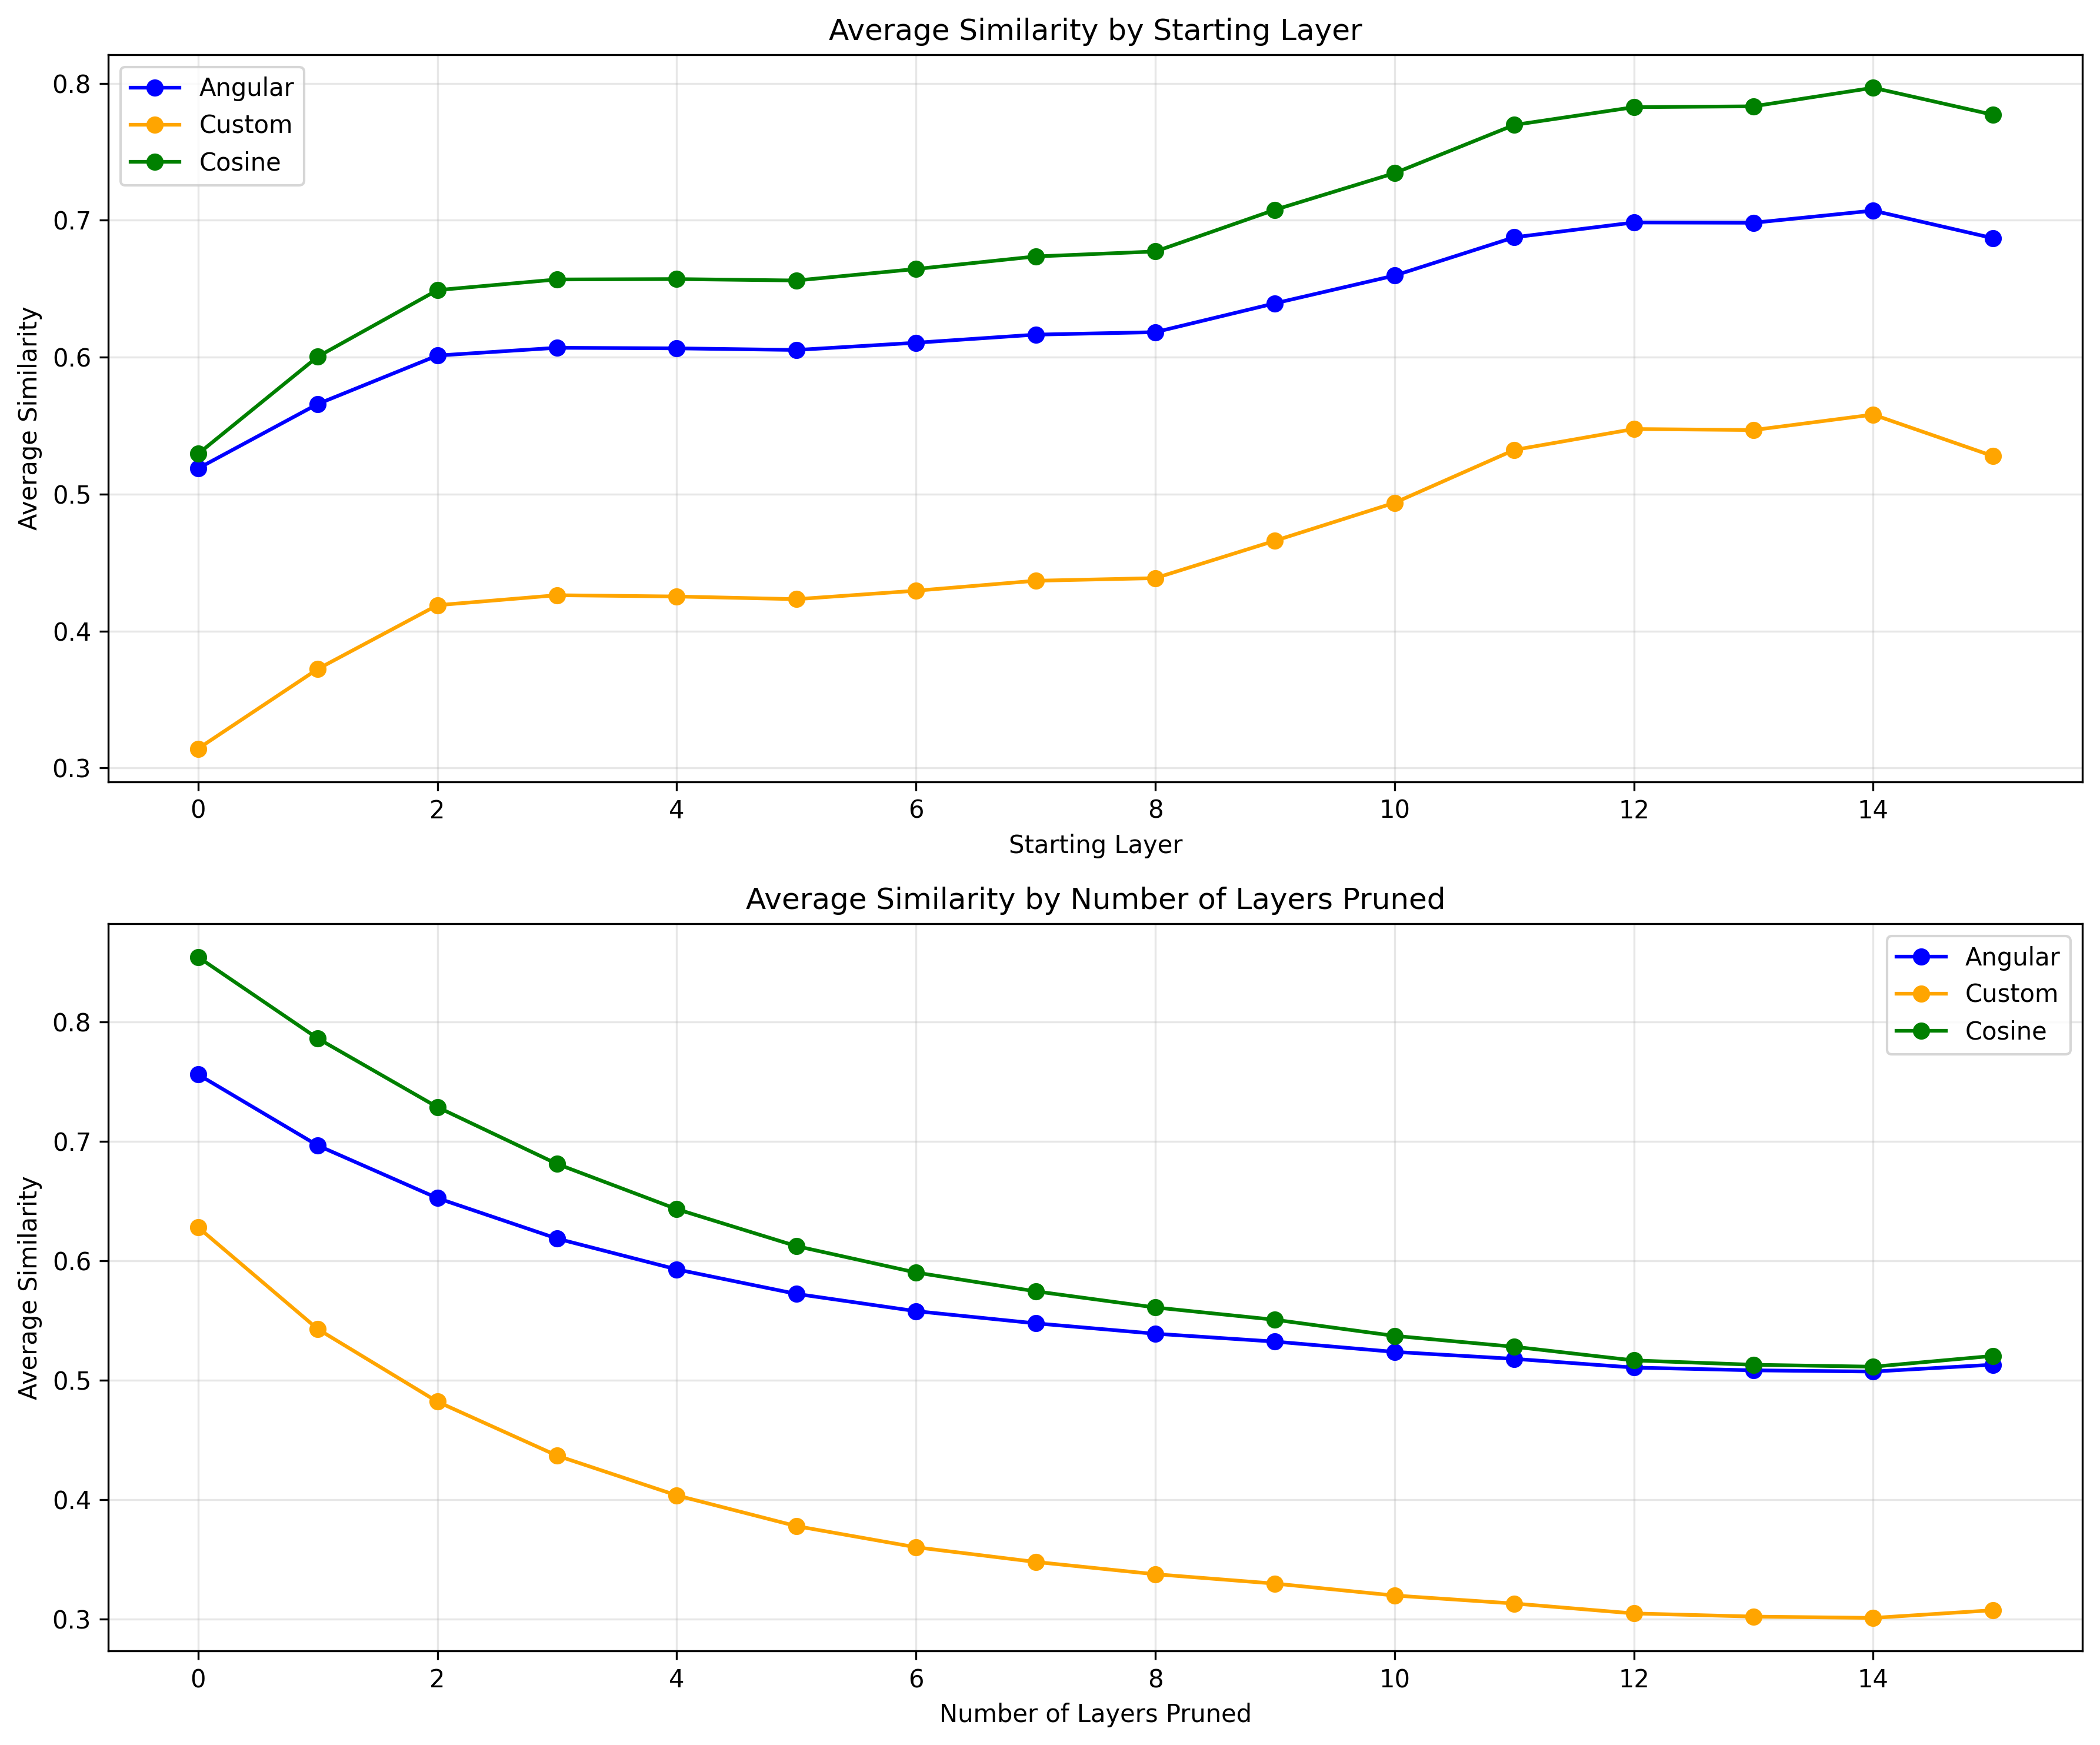 Average Similarity by Starting Layer
Angular
Custom
Cosine
Average Similarity
0.8
0.7
0.6
0.5
0.4
0.3
0 2 4 6 8 10 12 14
Starting Layer
Average Similarity by Number of Layers Pruned
Angular
Custom
Cosine
Average Similarity
0.8
0.7
0.6
0.5
0.4
0.3
0 2 4 6 8 10 12 14
Number of Layers Pruned